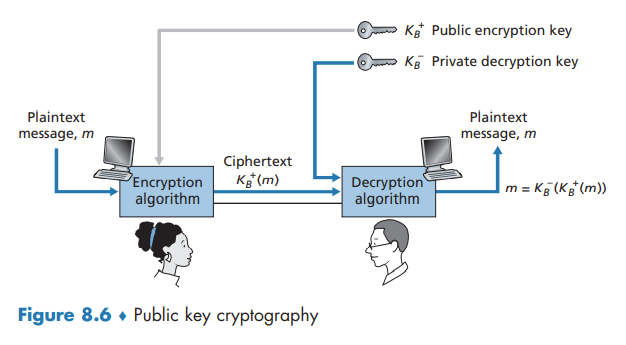 K_B^+ Public encryption key
K_B^- Private decryption key
Plaintext
message, m
Plaintext
message, m
Ciphertext
K_B^+(m)
Encryption
algorithm
Decryption
algorithm
m = K_B^-(K_B^+(m))
Figure 8.6 ♦ Public key cryptography